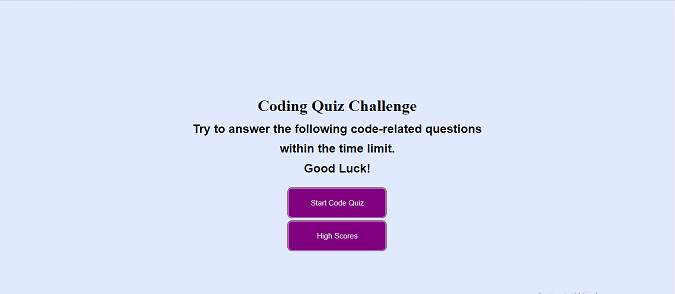 Coding Quiz Challenge
Try to answer the following code-related questions
within the time limit.
Good Luck!
Start Code Quiz
High Scores